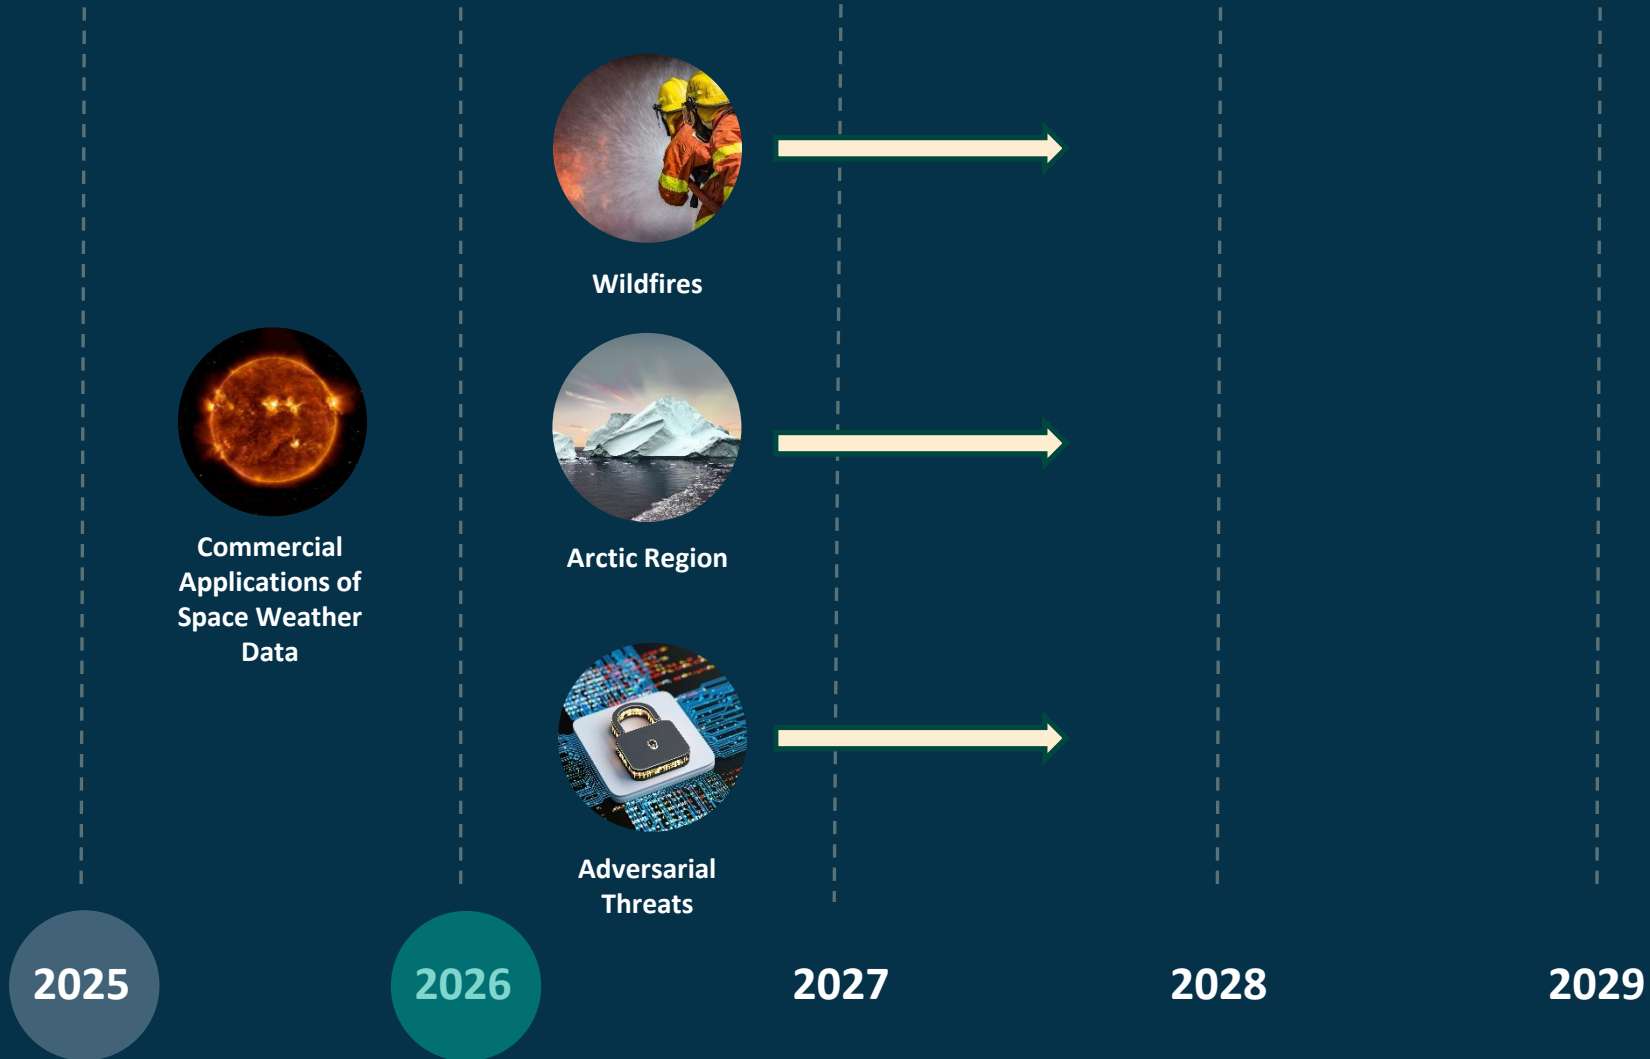 Wildfires
Commercial
Applications of
Space Weather
Data
Arctic Region
Adversarial
Threats
2025
2026
2027
2028
2029